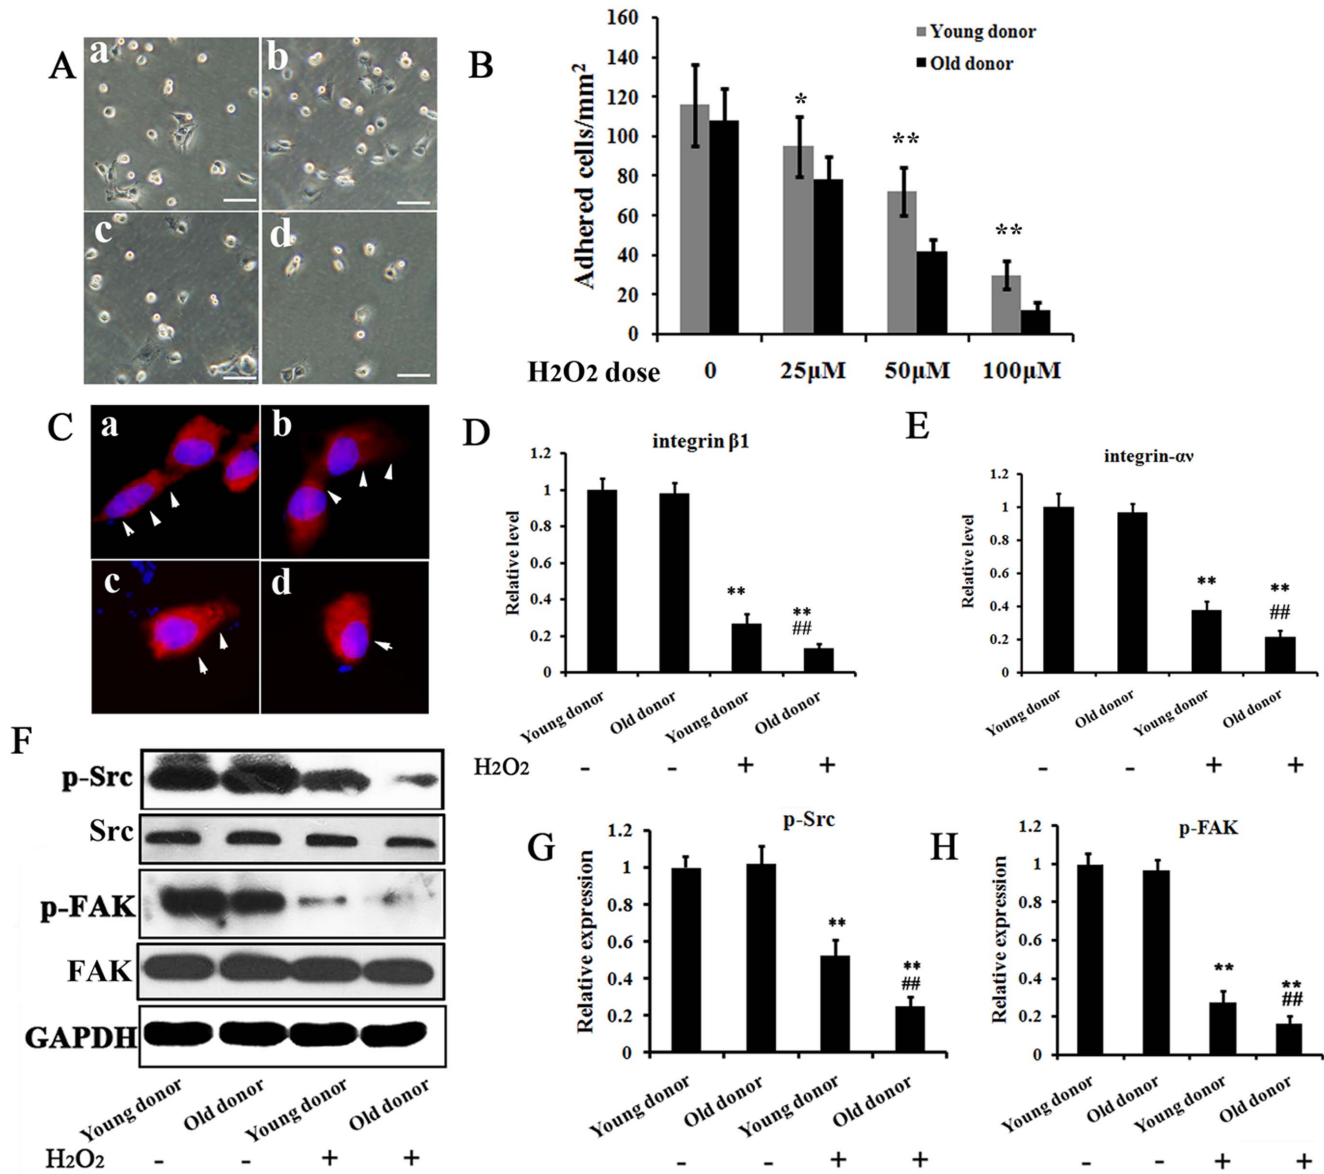 A
a
b
c
d
B
160
140
120
100
80
60
40
20
0
Adhered cells/mm2
Young donor
Old donor
*
**
**
H2O2 dose 0 25μM 50μM 100μM
C
a
b
c
d
D
integrin β1
1.2
1
0.8
0.6
0.4
0.2
0
Relative level
**
**
##
Young donor Old donor Young donor Old donor
H2O2 - - + +
E
integrin-αν
1.2
1
0.8
0.6
0.4
0.2
0
Relative level
**
**
##
Young donor Old donor Young donor Old donor
- - + +
F
p-Src
Src
p-FAK
FAK
GAPDH
Young donor Old donor Young donor Old donor
H2O2 - - + +
G
p-Src
1.2
1
0.8
0.6
0.4
0.2
0
Relative expression
**
**
##
Young donor Old donor Young donor Old donor
- - + +
H
p-FAK
1.2
1
0.8
0.6
0.4
0.2
0
Relative expression
**
**
##
Young donor Old donor Young donor Old donor
- - + +